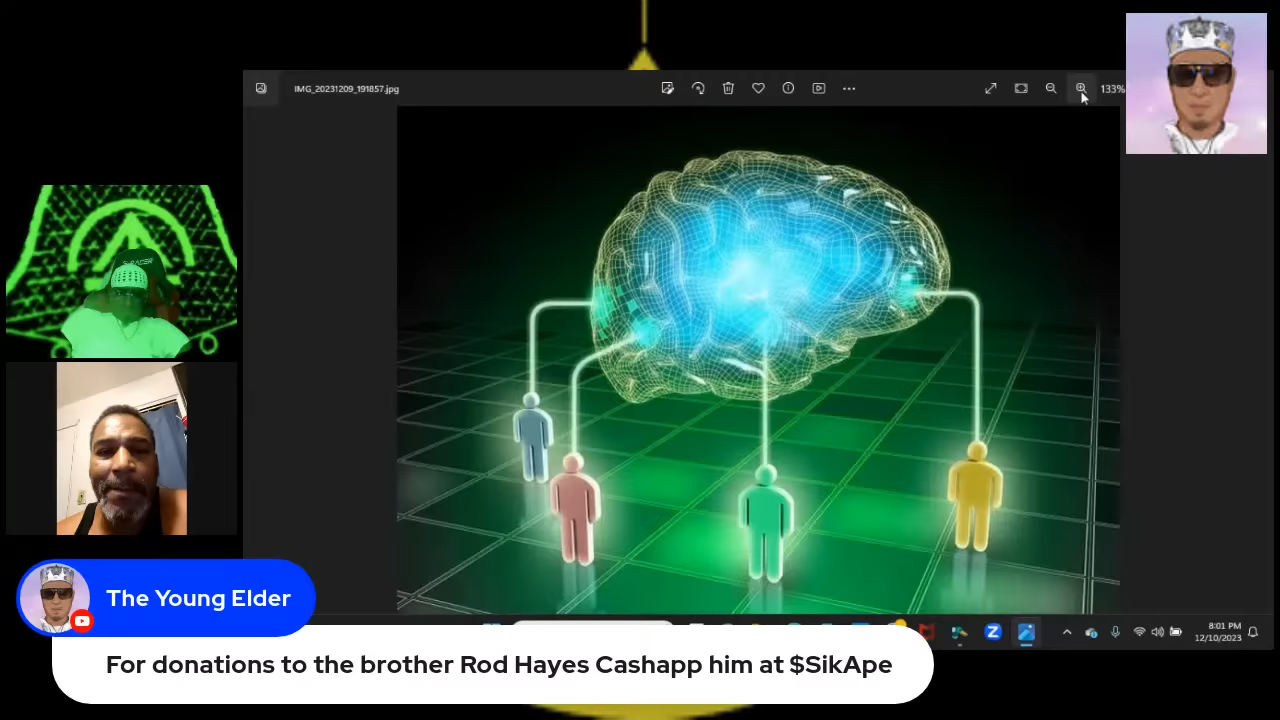 IMG_20231209_191857.jpg
133%
The Young Elder
For donations to the brother Rod Hayes Cashapp him at $SikApe
8:01 PM
12/10/2023
Z